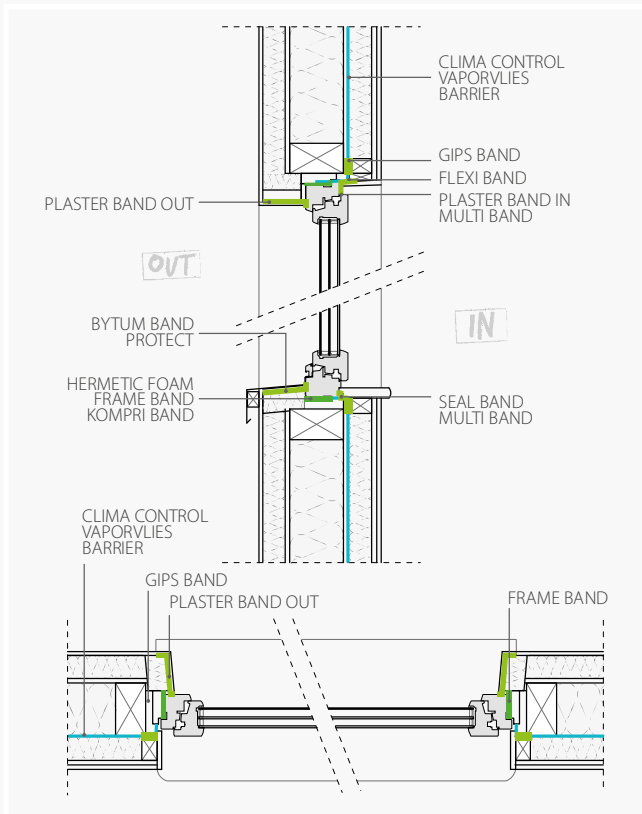 CLIMA CONTROL
VAPORVLIES
BARRIER
GIPS BAND
FLEXI BAND
PLASTER BAND OUT
PLASTER BAND IN
MULTI BAND
OUT
IN
BYTUM BAND
PROTECT
HERMETIC FOAM
FRAME BAND
KOMPRI BAND
SEAL BAND
MULTI BAND
CLIMA CONTROL
VAPORVLIES
BARRIER
GIPS BAND
PLASTER BAND OUT
FRAME BAND